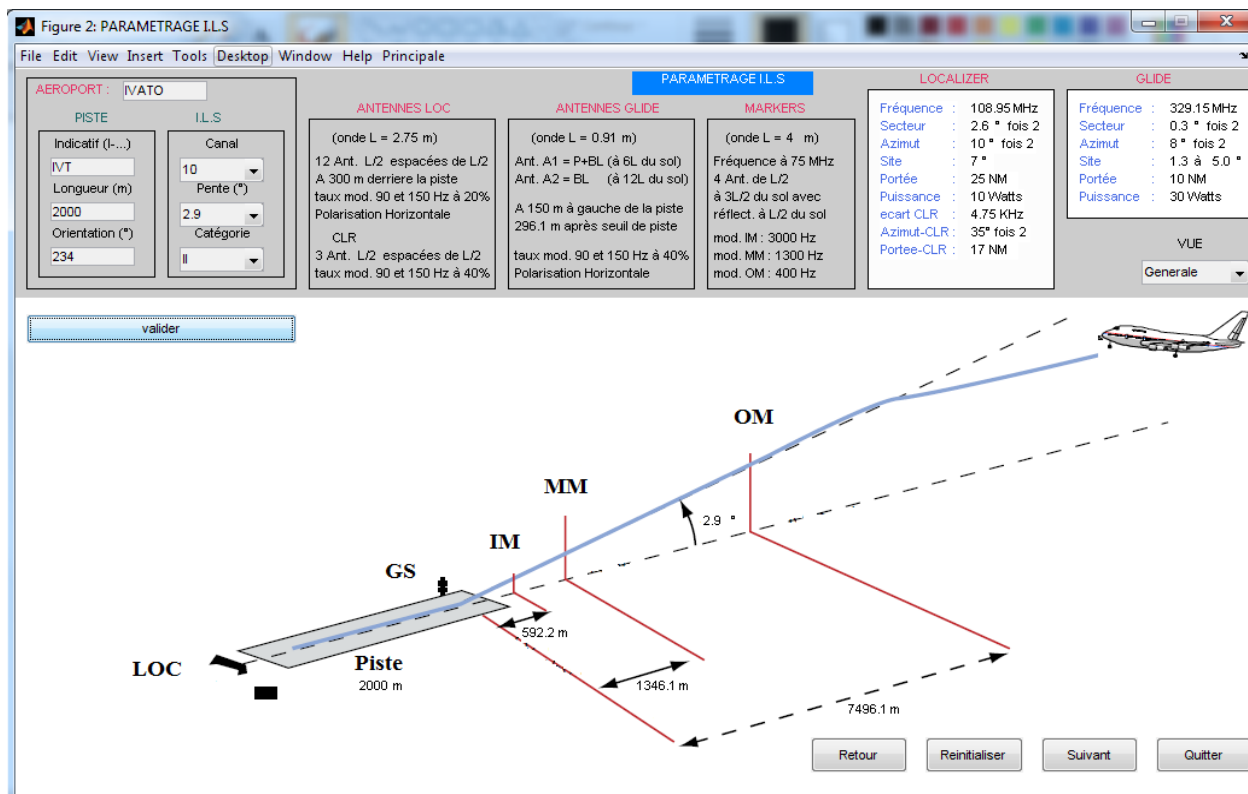 Figure 2: PARAMETRAGE I.L.S
File Edit View Insert Tools Desktop Window Help Principale
PARAMETRAGE I.L.S
AEROPORT : IVATO
PISTE
Indicatif (I-...)
IVT
Longueur (m)
2000
Orientation (°)
234
I.L.S
Canal
10
Pente (°)
2.9
Catégorie
II
ANTENNES LOC
(onde L = 2.75 m)
12 Ant. L/2 espacées de L/2
A 300 m derriere la piste
taux mod. 90 et 150 Hz à 20%
Polarisation Horizontale
CLR
3 Ant. L/2 espacées de L/2
taux mod. 90 et 150 Hz à 40%
ANTENNES GLIDE
(onde L = 0.91 m)
Ant. A1 = P+BL (à 6L du sol)
Ant. A2 = BL (à 12L du sol)
A 150 m à gauche de la piste
296.1 m après seuil de piste
taux mod. 90 et 150 Hz à 40%
Polarisation Horizontale
MARKERS
(onde L = 4 m)
Fréquence à 75 MHz
4 Ant. de L/2
à 3L/2 du sol avec
réflect. à L/2 du sol
mod. IM : 3000 Hz
mod. MM : 1300 Hz
mod. OM : 400 Hz
LOCALIZER
Fréquence : 108.95 MHz
Secteur : 2.6 ° fois 2
Azimut : 10 ° fois 2
Site : 7 °
Portée : 25 NM
Puissance : 10 Watts
ecart CLR : 4.75 KHz
Azimut-CLR : 35° fois 2
Portee-CLR : 17 NM
GLIDE
Fréquence : 329.15 MHz
Secteur : 0.3 ° fois 2
Azimut : 8 ° fois 2
Site : 1.3 à 5.0 °
Portée : 10 NM
Puissance : 30 Watts
VUE
Generale
valider
OM
MM
2.9 °
IM
GS
592.2 m
LOC
Piste
2000 m
1346.1 m
7496.1 m
Retour
Reinitialiser
Suivant
Quitter